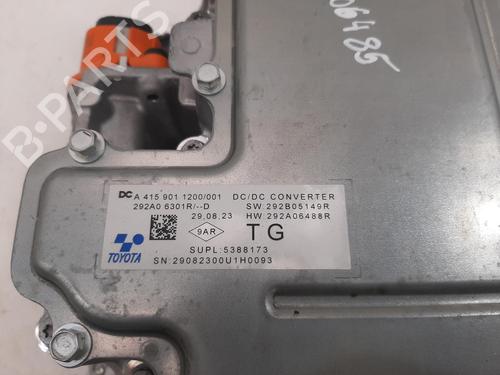 06485
B-PARTS
DC A 415 901 1200/001 DC/DC CONVERTER
292A0 6301R/--D SW:292B05149R
29.08.23 HW:292A06488R
9AR TG
TOYOTA
SUPL:5388173
SN:29082300U1H0093